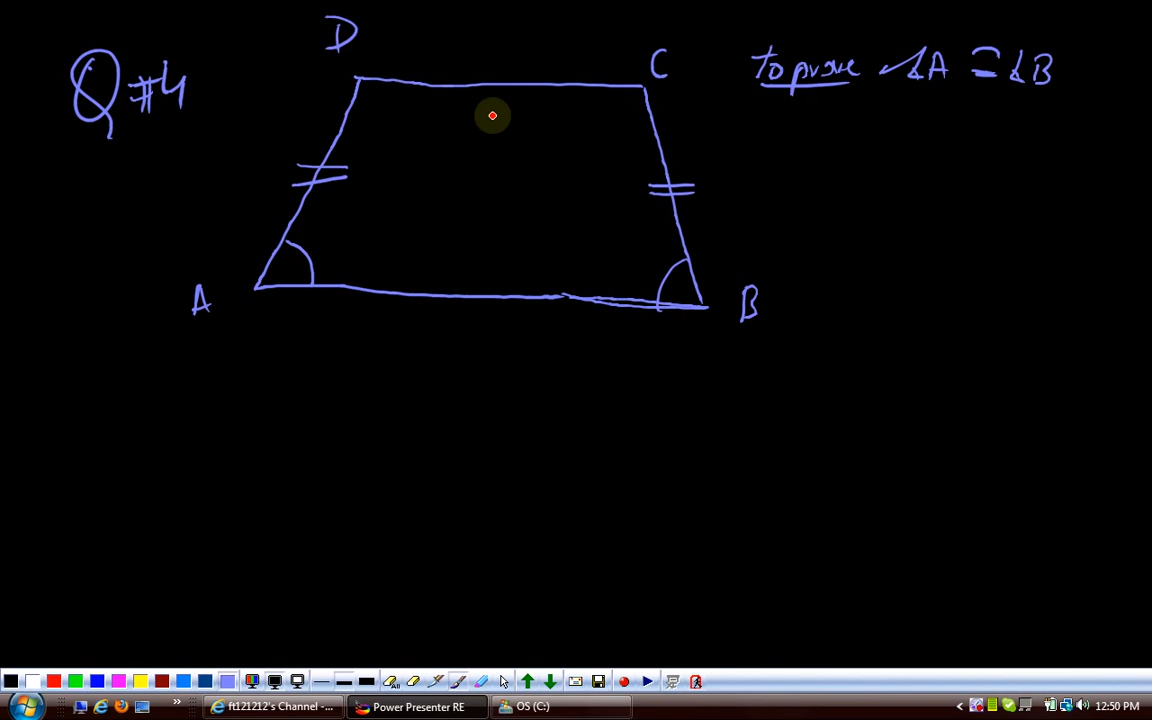 Q #4
D
C
to prove ∠A ≅ ∠B
A
B
ft121212's Channel -...
Power Presenter RE
OS (C:)
12:50 PM